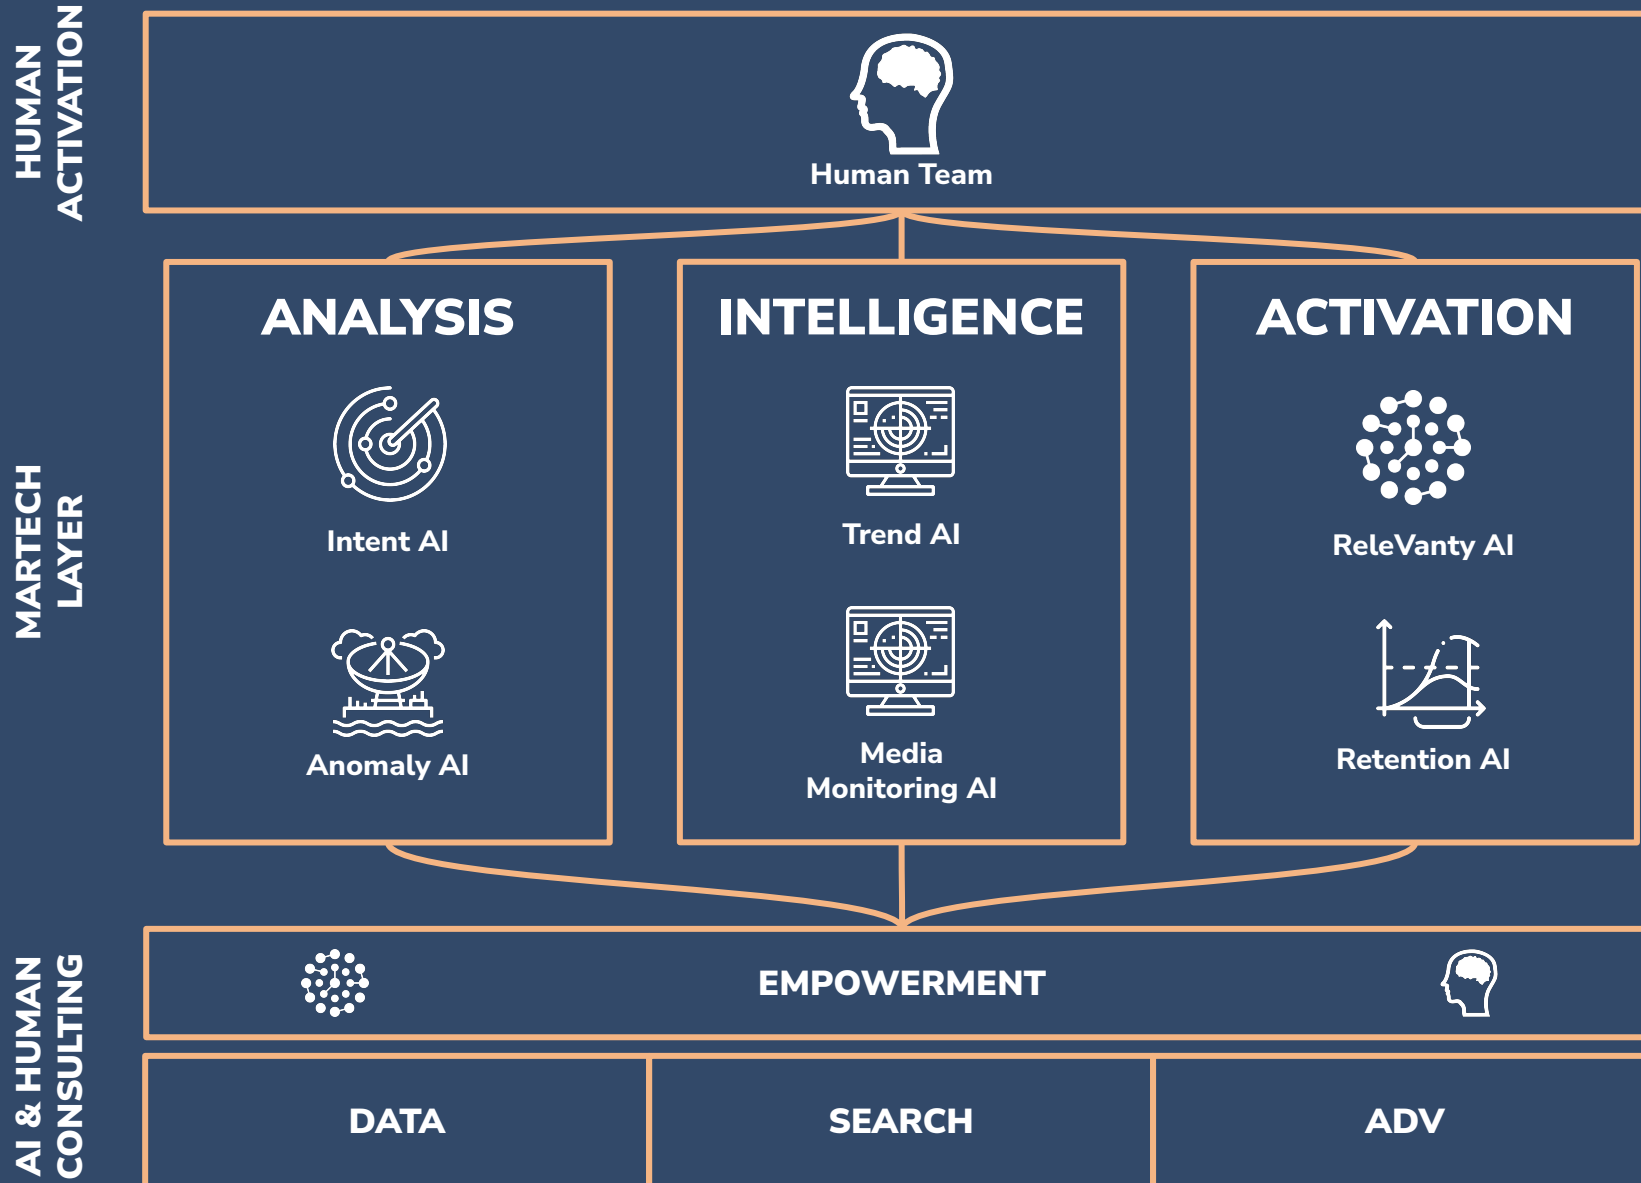 HUMAN
ACTIVATION
Human Team
MARTECH
LAYER
ANALYSIS
Intent AI
Anomaly AI
INTELLIGENCE
Trend AI
Media
Monitoring AI
ACTIVATION
ReleVanty AI
Retention AI
AI & HUMAN
CONSULTING
EMPOWERMENT
DATA
SEARCH
ADV